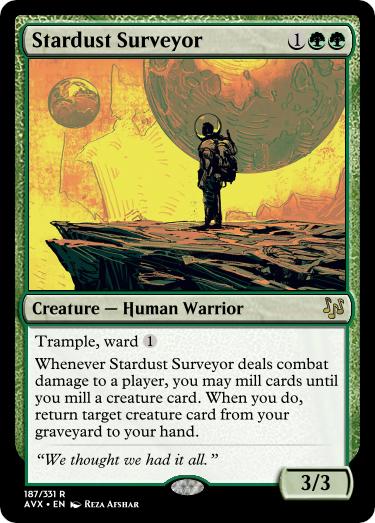 Stardust Surveyor 1
Creature — Human Warrior
Trample, ward 1
Whenever Stardust Surveyor deals combat
damage to a player, you may mill cards until
you mill a creature card. When you do,
return target creature card from your
graveyard to your hand.
“We thought we had it all.”
3/3
187/331 R
AVX • EN Reza Afshar